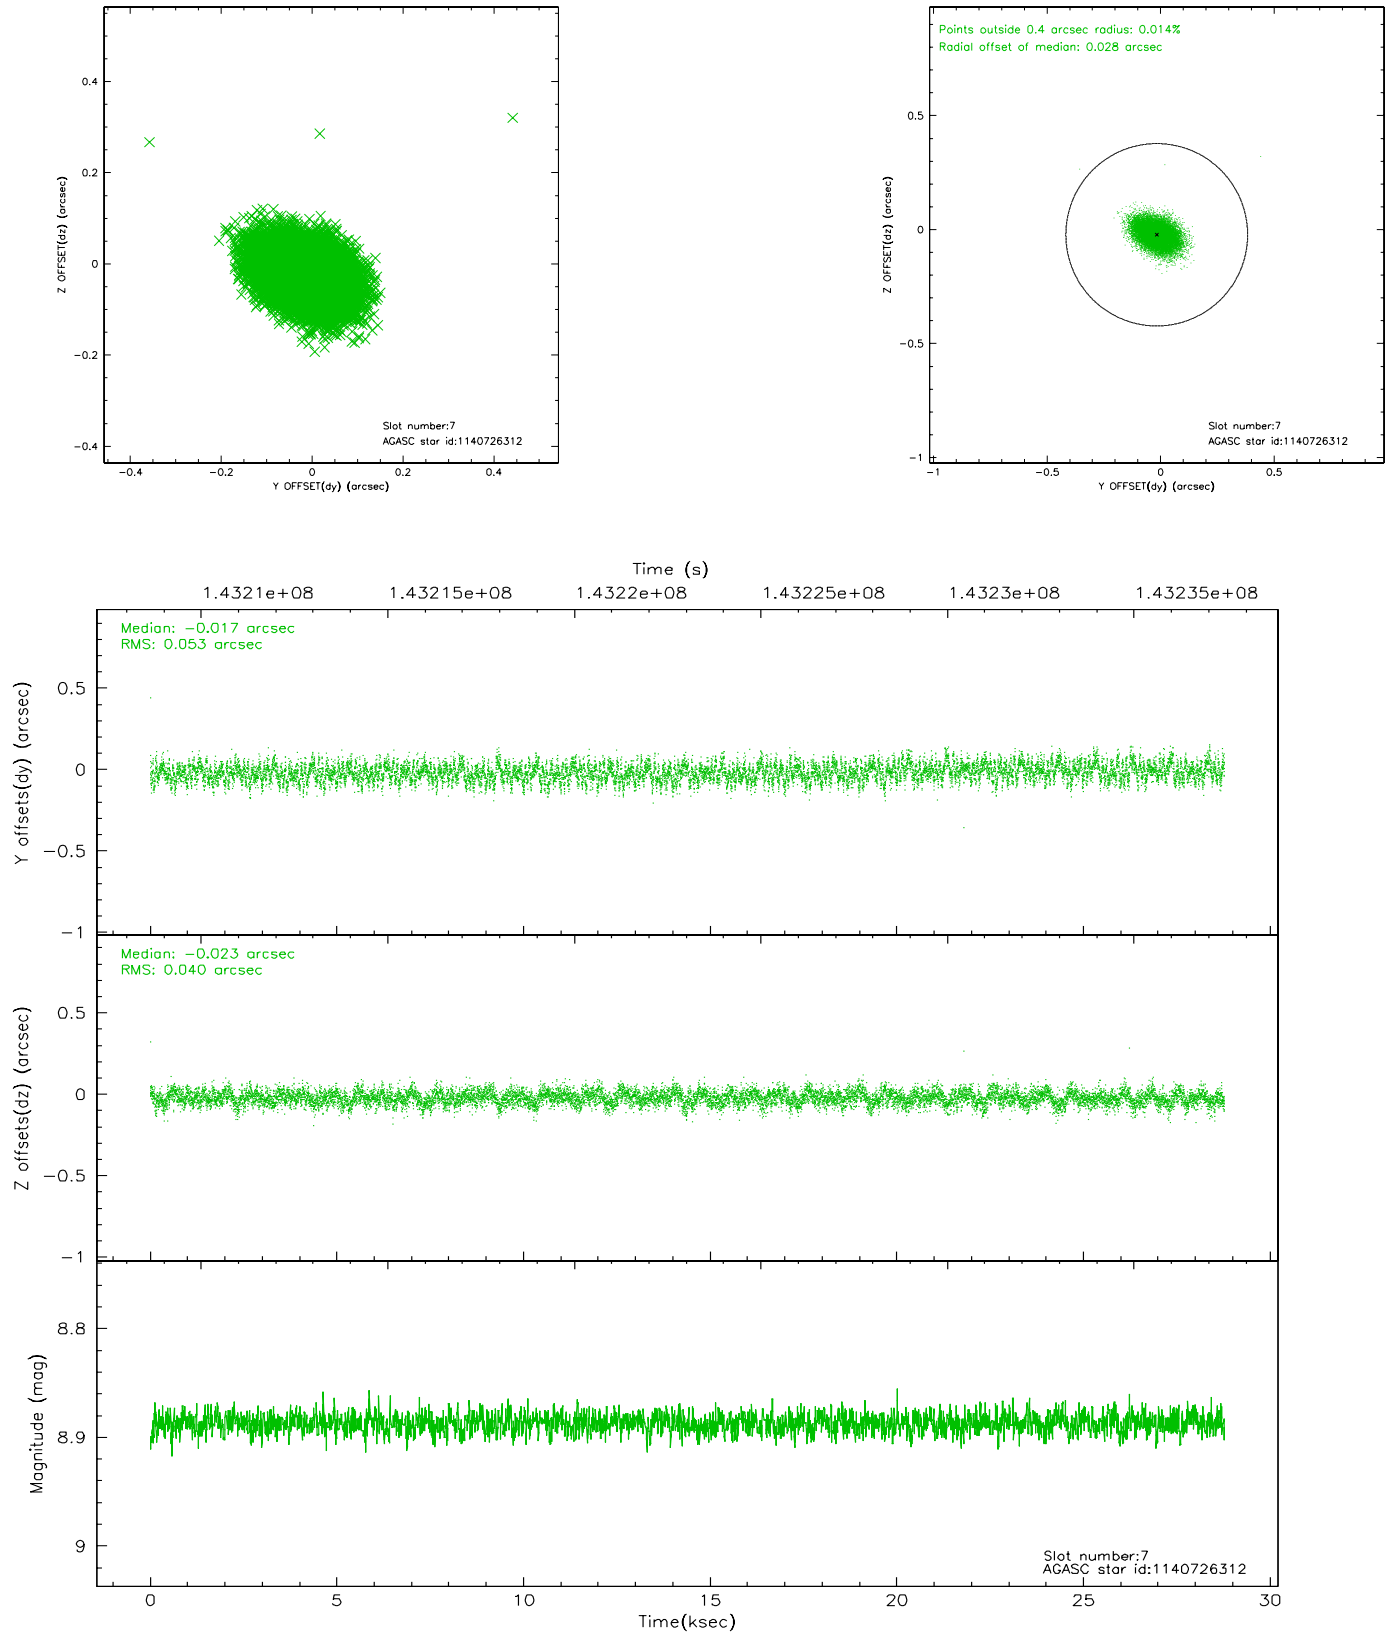 0.4
0.2
0
−0.2
−0.4
Z OFFSET(dz) (arcsec)
Slot number:7
AGASC star id:1140726312
−0.4
−0.2
0
0.2
0.4
Y OFFSET(dy) (arcsec)
Points outside 0.4 arcsec radius: 0.014%
Radial offset of median: 0.028 arcsec
0.5
0
−0.5
−1
Z OFFSET(dz) (arcsec)
Slot number:7
AGASC star id:1140726312
−1
−0.5
0
0.5
Y OFFSET(dy) (arcsec)
Time (s)
1.4321e+08
1.43215e+08
1.4322e+08
1.43225e+08
1.4323e+08
1.43235e+08
Median: −0.017 arcsec
RMS: 0.053 arcsec
0.5
0
−0.5
−1
Y offsets(dy) (arcsec)
Median: −0.023 arcsec
RMS: 0.040 arcsec
0.5
0
−0.5
−1
Z offsets(dz) (arcsec)
8.8
8.9
9
Magnitude (mag)
Slot number:7
AGASC star id:1140726312
0
5
10
15
20
25
30
Time(ksec)